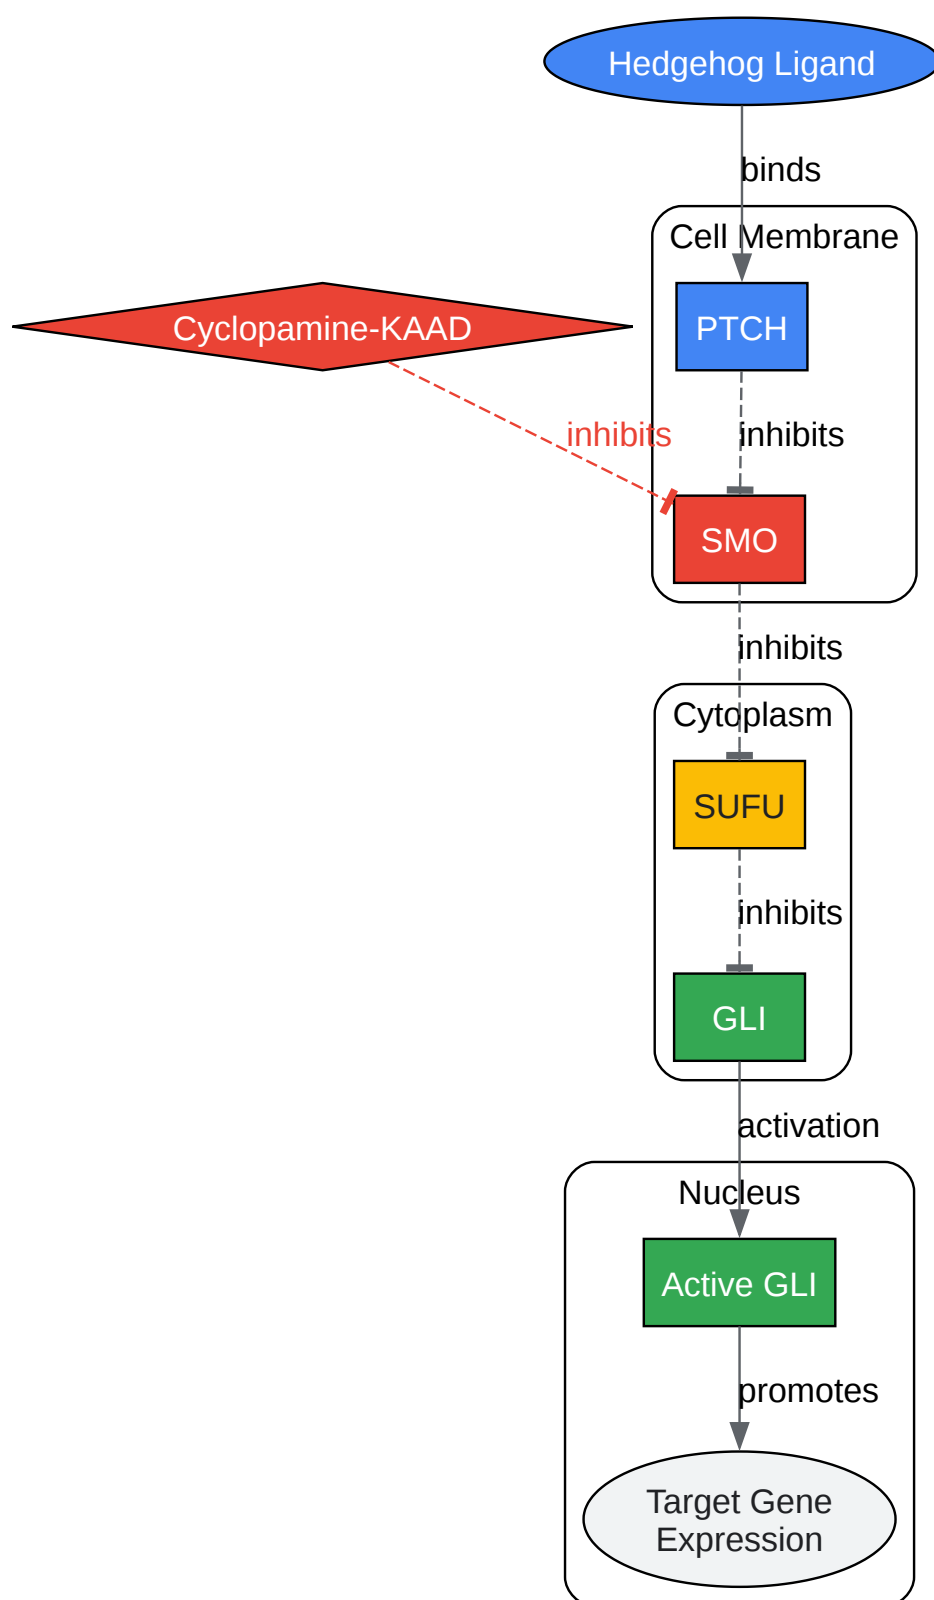 Hedgehog Ligand
binds
Cell Membrane
Cyclopamine-KAAD
PTCH
inhibits
inhibits
SMO
inhibits
Cytoplasm
SUFU
inhibits
GLI
activation
Nucleus
Active GLI
promotes
Target Gene
Expression